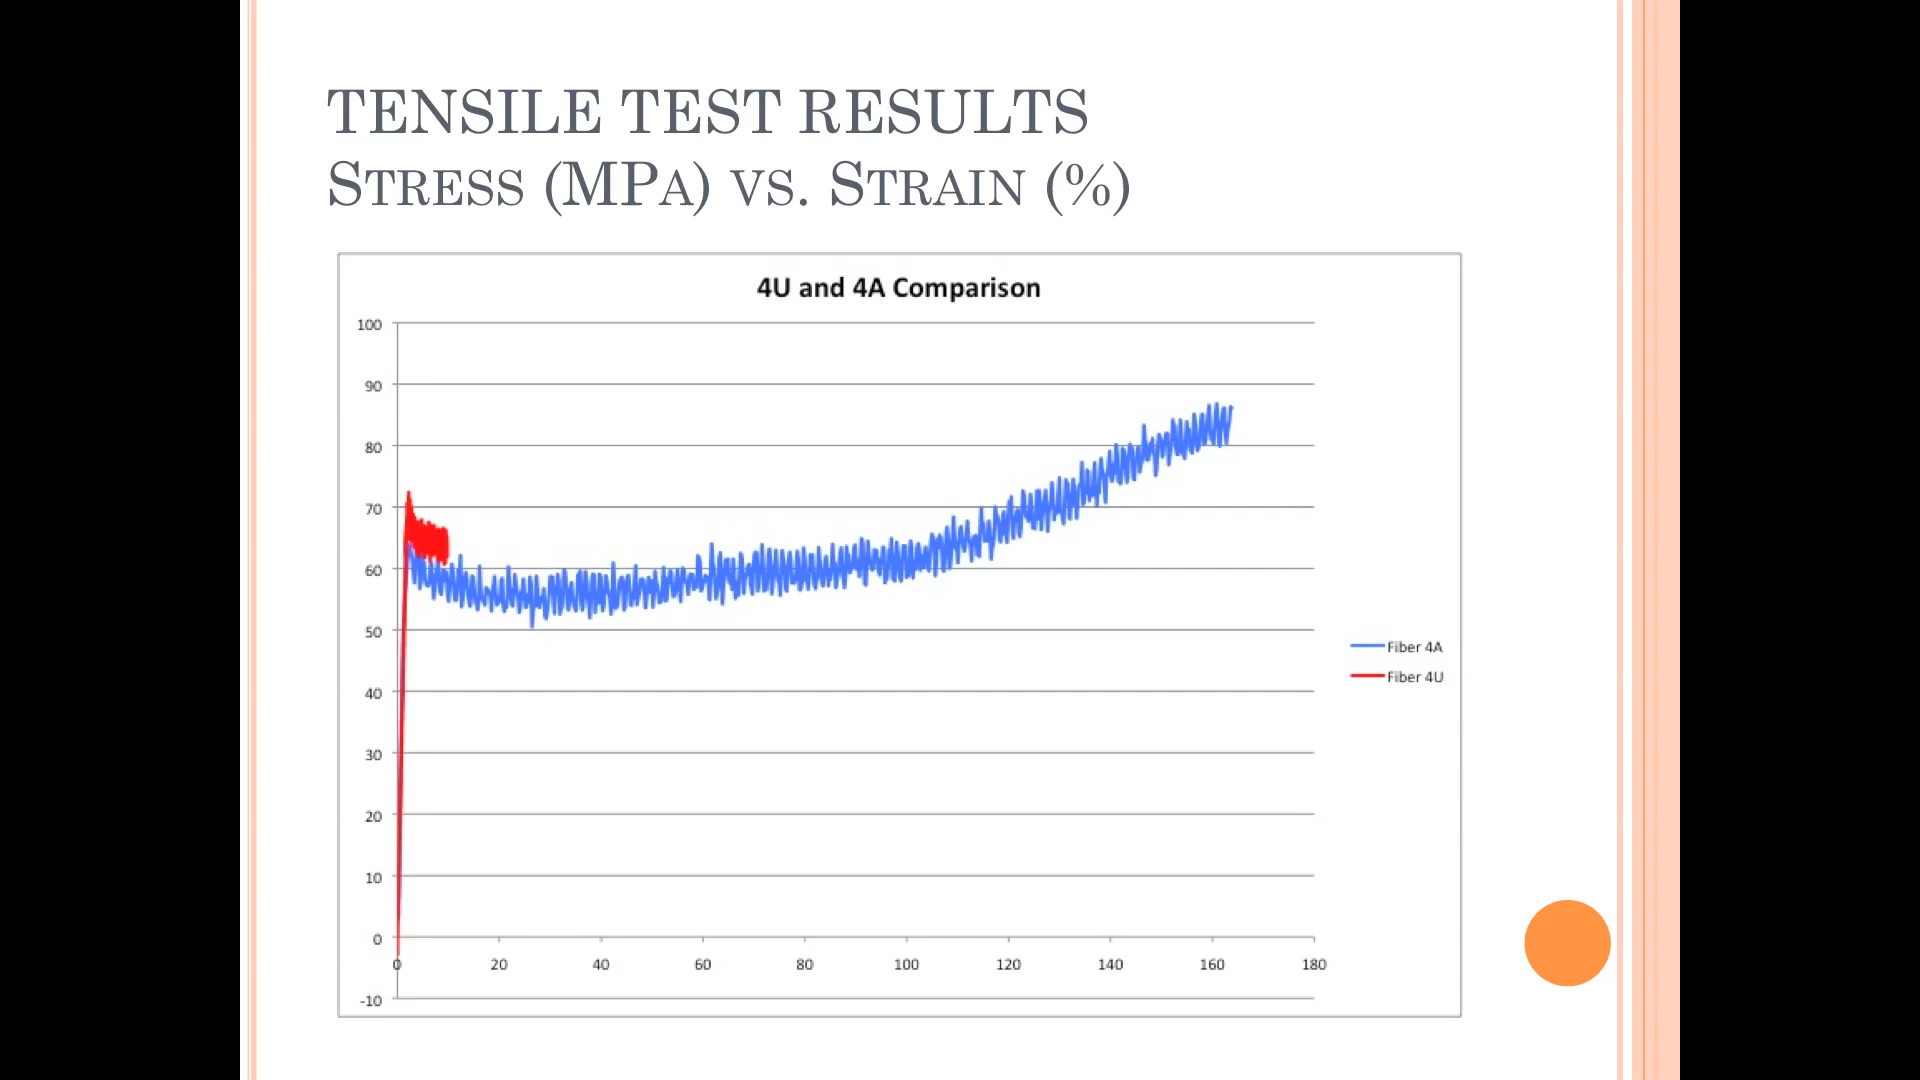 TENSILE TEST RESULTS
STRESS (MPA) VS. STRAIN (%)
4U and 4A Comparison
100
90
80
70
60
50
40
30
20
10
0
-10
0 20 40 60 80 100 120 140 160 180
Fiber 4A
Fiber 4U